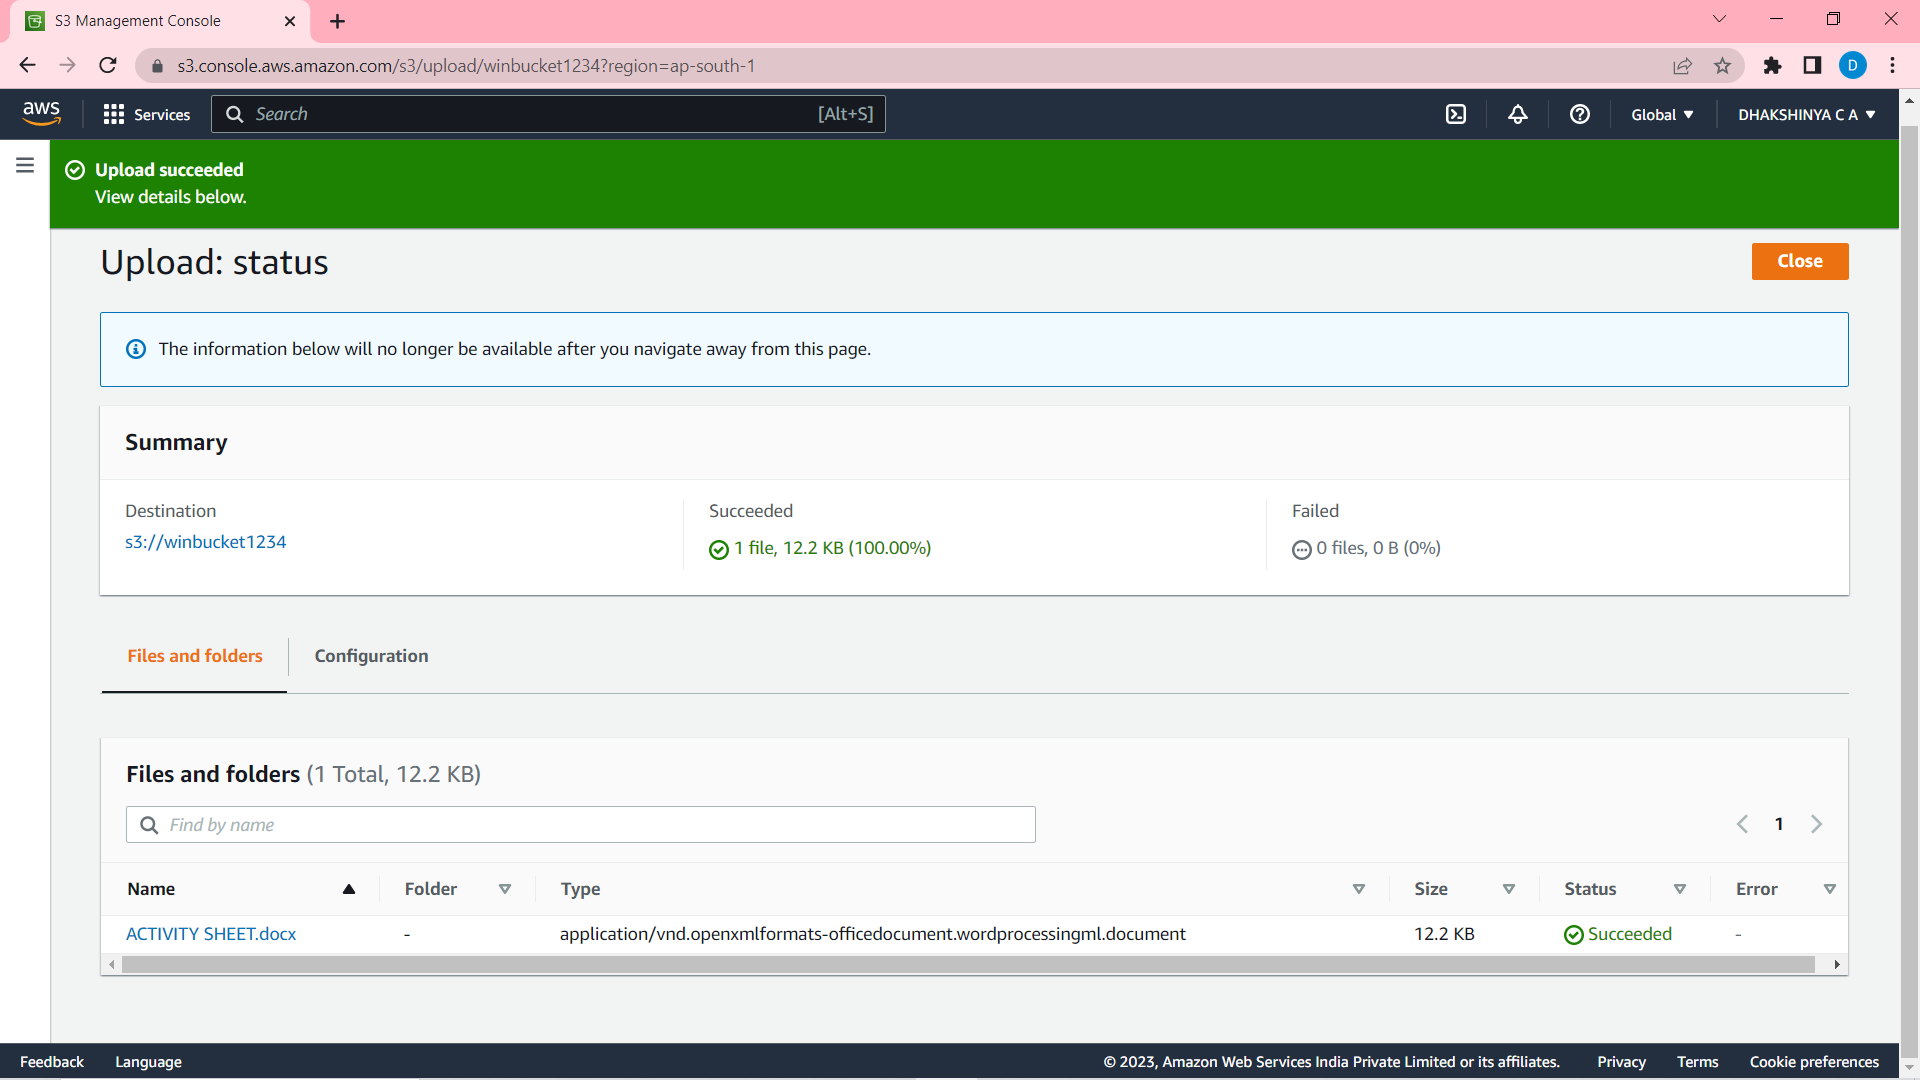 S3 Management Console
s3.console.aws.amazon.com/s3/upload/winbucket1234?region=ap-south-1
D
aws
Services
Search
[Alt+S]
Global
DHAKSHINYA C A
Upload succeeded
View details below.
Upload: status
Close
The information below will no longer be available after you navigate away from this page.
Summary
Destination
s3://winbucket1234
Succeeded
1 file, 12.2 KB (100.00%)
Failed
0 files, 0 B (0%)
Files and folders
Configuration
Files and folders (1 Total, 12.2 KB)
Find by name
1
Name Folder Type Size Status Error
ACTIVITY SHEET.docx - application/vnd.openxmlformats-officedocument.wordprocessingml.document 12.2 KB Succeeded -
Feedback Language © 2023, Amazon Web Services India Private Limited or its affiliates. Privacy Terms Cookie preferences